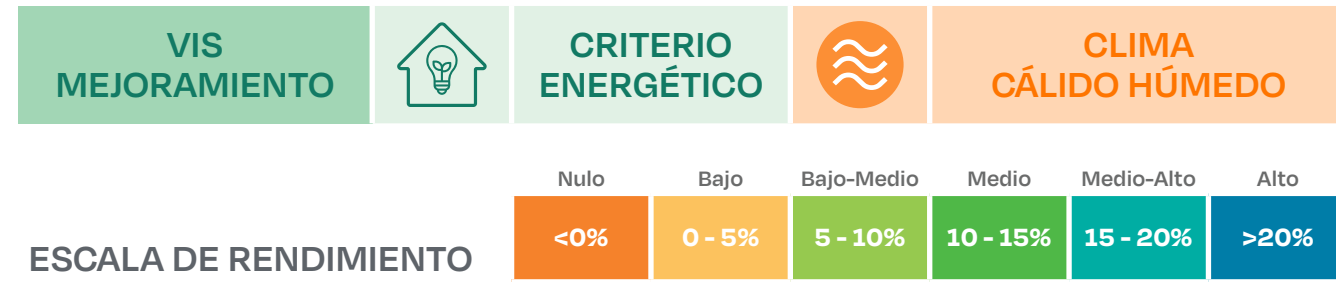 VIS
MEJORAMIENTO
CRITERIO
ENERGÉTICO
CLIMA
CÁLIDO HÚMEDO
Nulo Bajo Bajo-Medio Medio Medio-Alto Alto
ESCALA DE RENDIMIENTO
<0% 0 - 5% 5 - 10% 10 - 15% 15 - 20% >20%